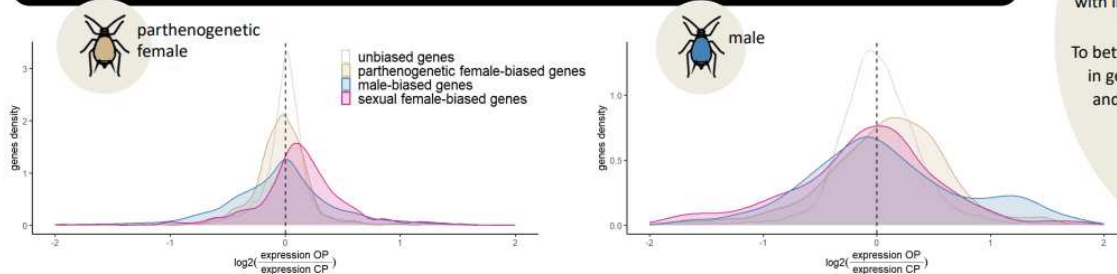 parthenogenetic
female
unbiased genes
parthenogenetic female-biased genes
male-biased genes
sexual female-biased genes
genes density
3
2
1
0
-2
-1
0
1
2
log2(expression OP
expression CP)
male
genes density
1.0
0.5
0.0
-2
-1
0
1
2
log2(expression OP
expression CP)
To bet
in ge
and